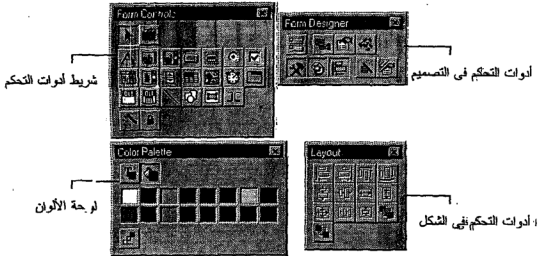 Form Controls
Form Designer
شريط أدوات التحكم
أدوات التحكم فى التصميم
Color Palette
Layout
لوحة الألوان
أدوات التحكم فى الشكل